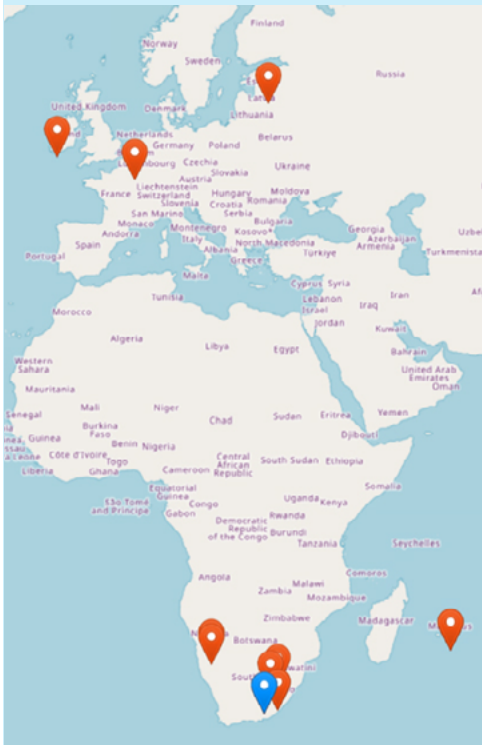 Finland
Norway
Sweden
Russia
United Kingdom
Denmark
Lithuania
Netherlands
Belarus
Germany
Poland
Czechia
Ukraine
Slovakia
Austria
Liechtenstein
Hungary
Moldova
France
Switzerland
Croatia
Romania
Slovenia
San Marino
Serbia
Monaco
Bulgaria
Andorra
Montenegro
Kosovo*
Georgia
Italy
North Macedonia
Azerbaijan
Spain
Albania
Armenia
Portugal
Greece
Türkiye
Malta
Cyprus
Syria
Tunisia
Lebanon
Iran
Israel
Iraq
Morocco
Jordan
Algeria
Libya
Egypt
Kuwait
Bahrain
Western
Sahara
United Arab
Emirates
Oman
Mauritania
Mali
Niger
Chad
Sudan
Eritrea
Yemen
Senegal
Burkina
Faso
Djibouti
Guinea
Benin
Nigeria
Côte d'Ivoire
Togo
Ghana
Liberia
Central
African
Republic
South Sudan
Ethiopia
Cameroon
Equatorial
Guinea
Somalia
São Tomé
and Príncipe
Congo
Gabon
Uganda
Kenya
Democratic
Republic
of the Congo
Rwanda
Burundi
Tanzania
Seychelles
Angola
Comoros
Zambia
Malawi
Mozambique
Zimbabwe
Madagascar
Botswana